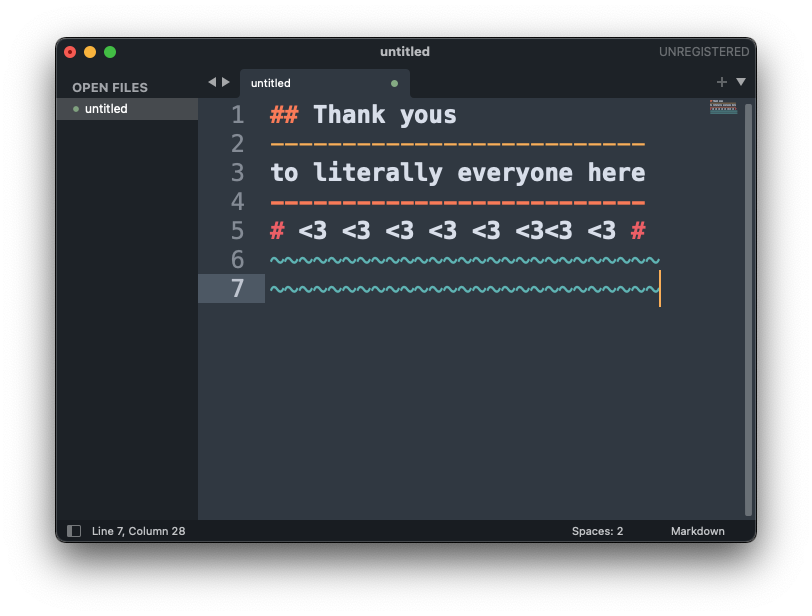 untitled
UNREGISTERED
OPEN FILES
untitled
untitled
+
1 ## Thank yous
2 --------------------------
3 to literally everyone here
4 --------------------------
5 # <3 <3 <3 <3 <3 <3<3 <3 #
6 ~~~~~~~~~~~~~~~~~~~~~~~~~~~
7 ~~~~~~~~~~~~~~~~~~~~~~~~~~~
Line 7, Column 28
Spaces: 2
Markdown